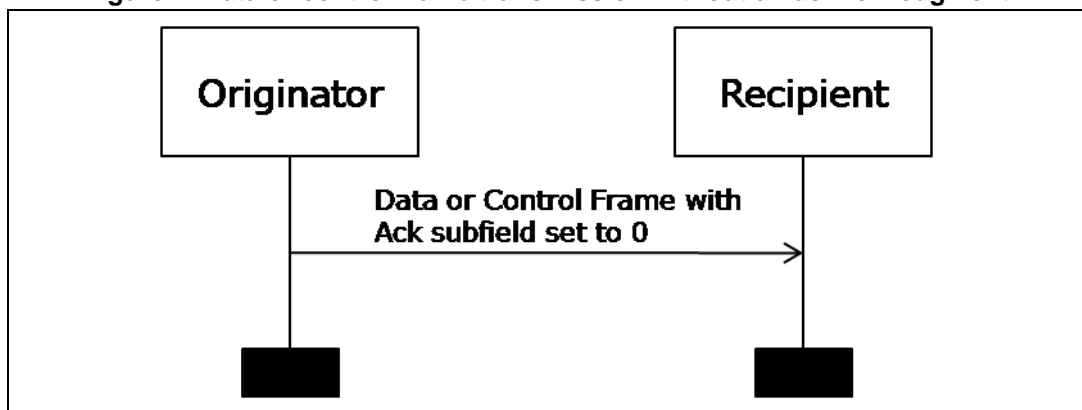 Originator
Recipient
Data or Control Frame with
Ack subfield set to 0